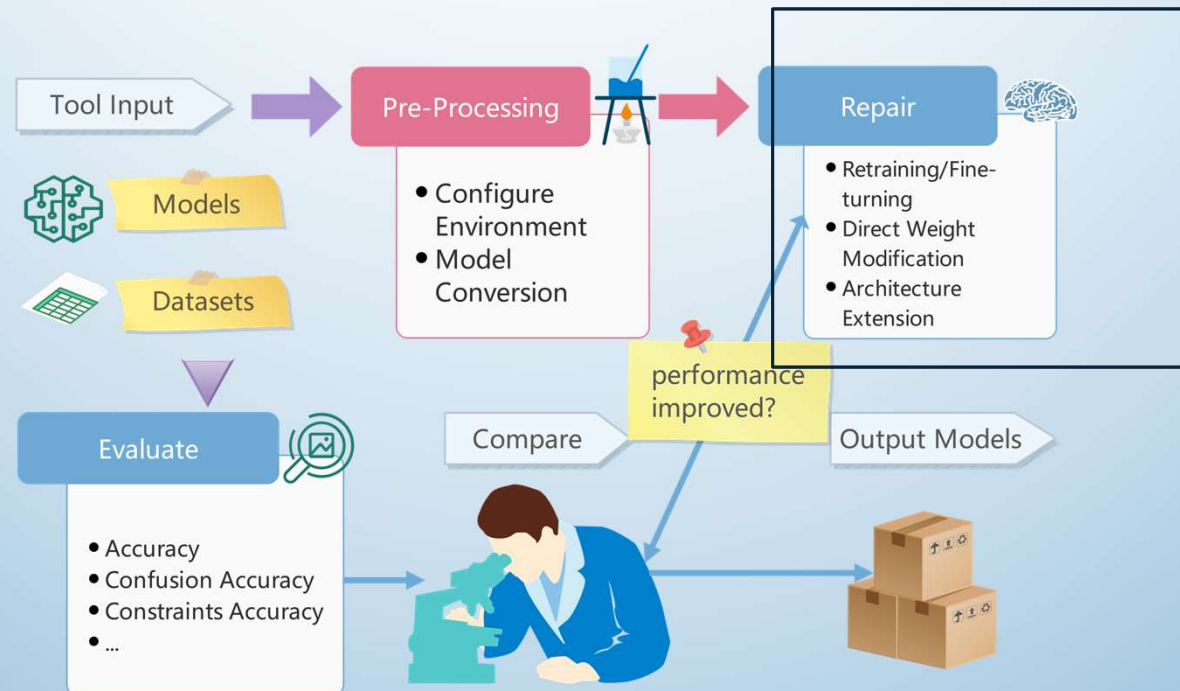 Tool Input
Pre-Processing
Repair
Models
Datasets
● Configure
Environment
● Model
Conversion
● Retraining/Fine-
turning
● Direct Weight
Modification
● Architecture
Extension
performance
improved?
Evaluate
Compare
Output Models
● Accuracy
● Confusion Accuracy
● Constraints Accuracy
● ...